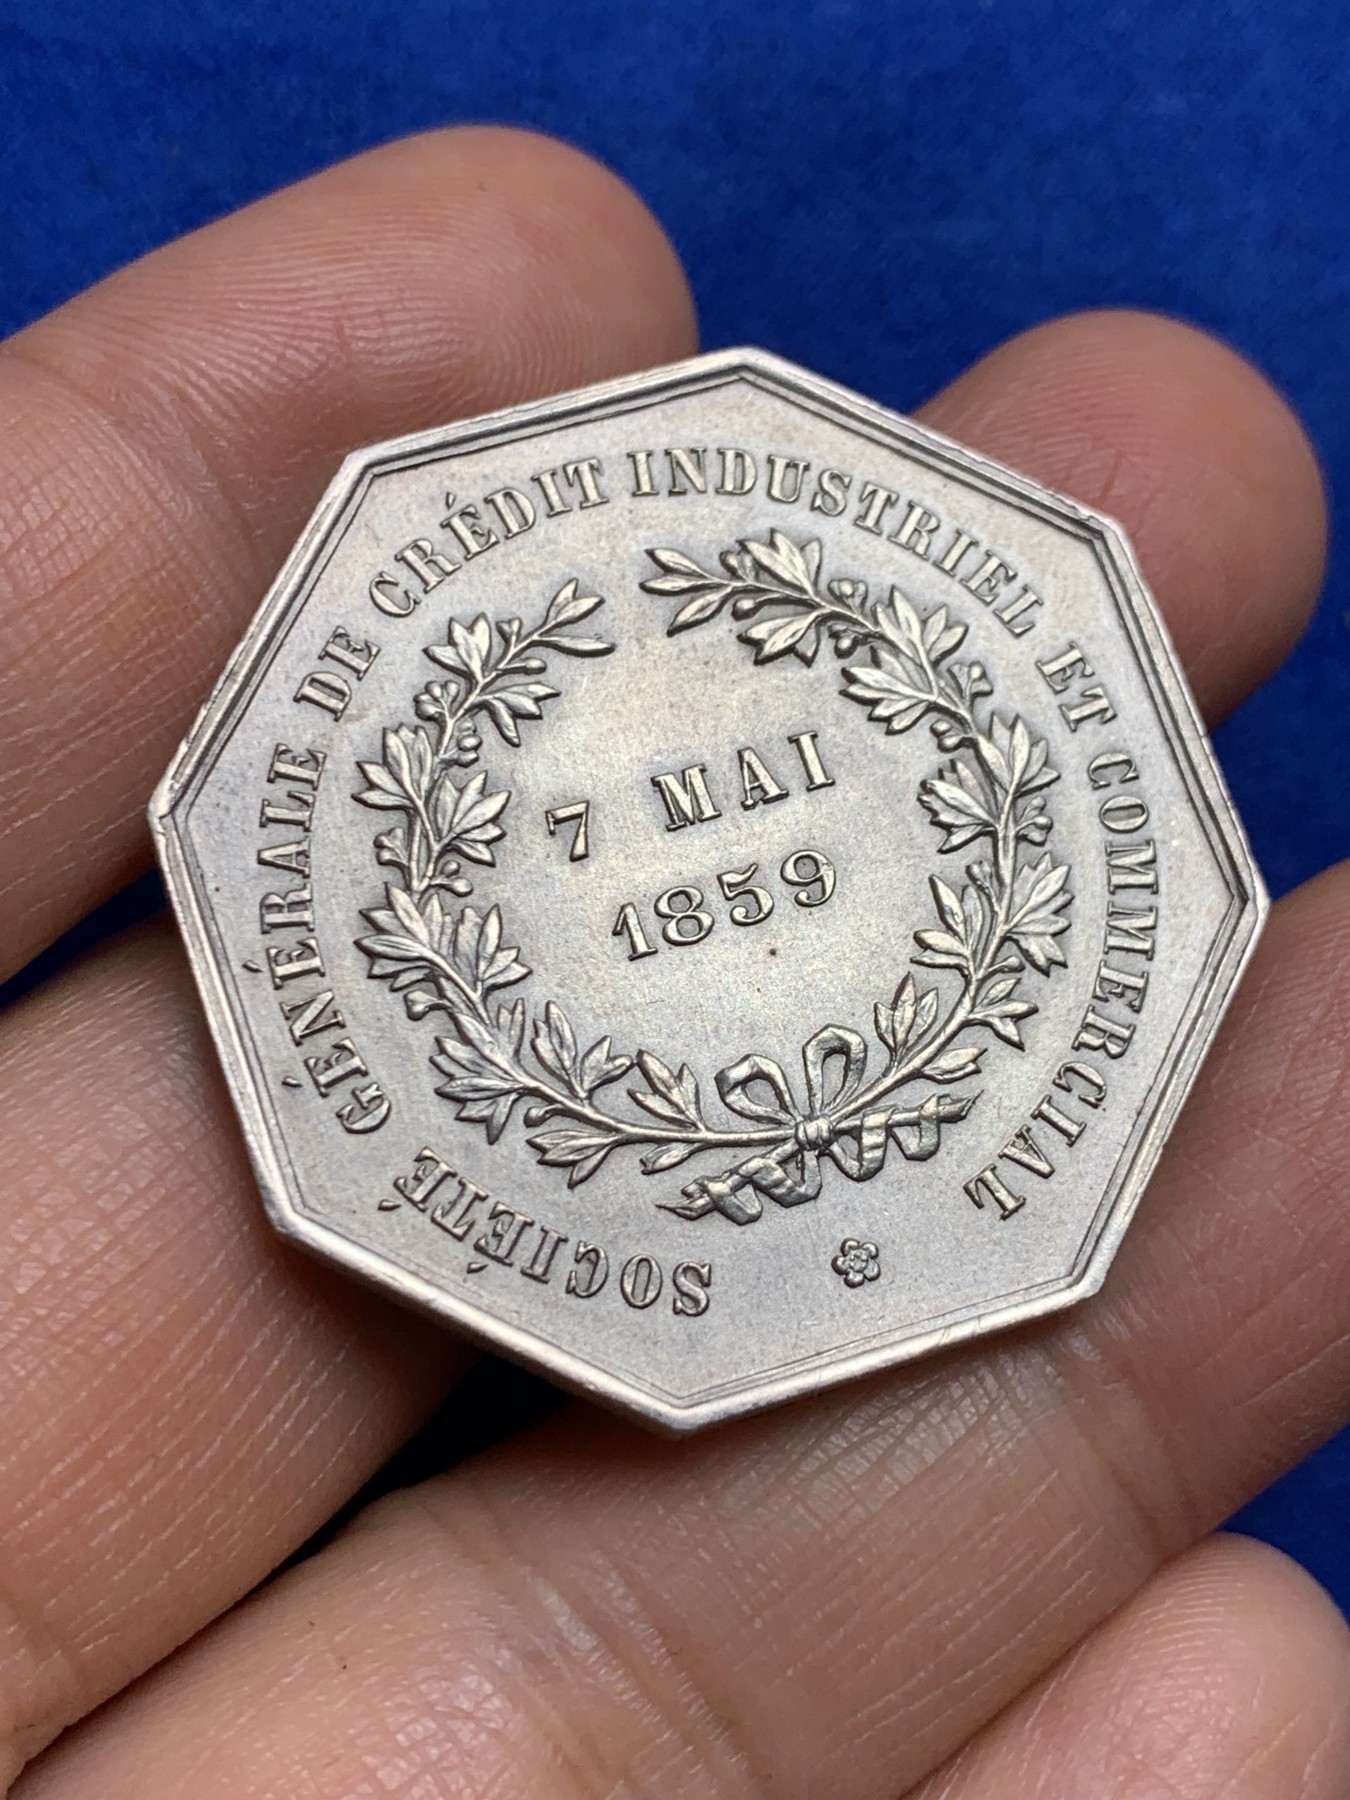 SOCIÉTÉ GÉNÉRALE DE CRÉDIT INDUSTRIEL ET COMMERCIAL
7 MAI
1859